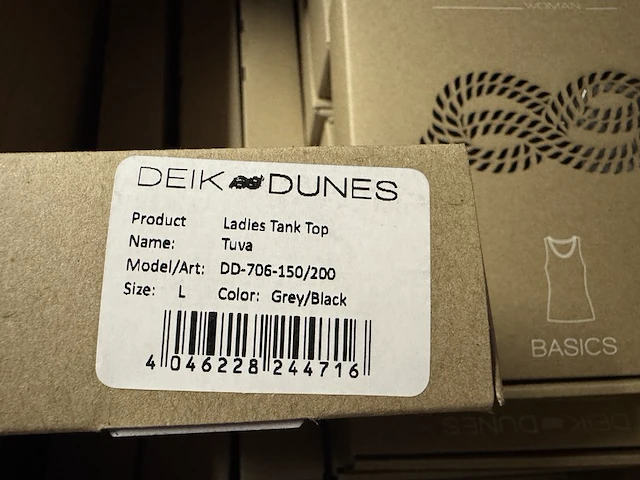 WOMAN
DEIK DUNES
Product Ladies Tank Top
Name: Tuva
Model/Art: DD-706-150/200
Size: L Color: Grey/Black
4 046228 244716
BASICS
DEIK DUNES